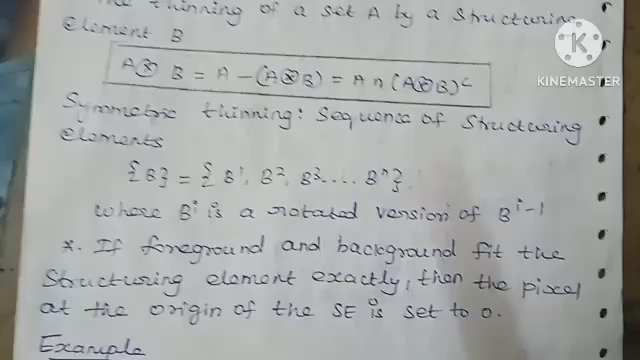 The thinning of a set A by a structuring
element B
A⊗B = A - (A⊛B) = A ∩ (A⊛B)ᶜ
Symmetric thinning: sequence of structuring
elements
{B} = {B¹, B², B³.... Bⁿ}
where Bⁱ is a rotated version of Bⁱ⁻¹
*. If foreground and background fit the
structuring element exactly, then the pixel
at the origin of the SE is set to 0.
Example
KINEMASTER